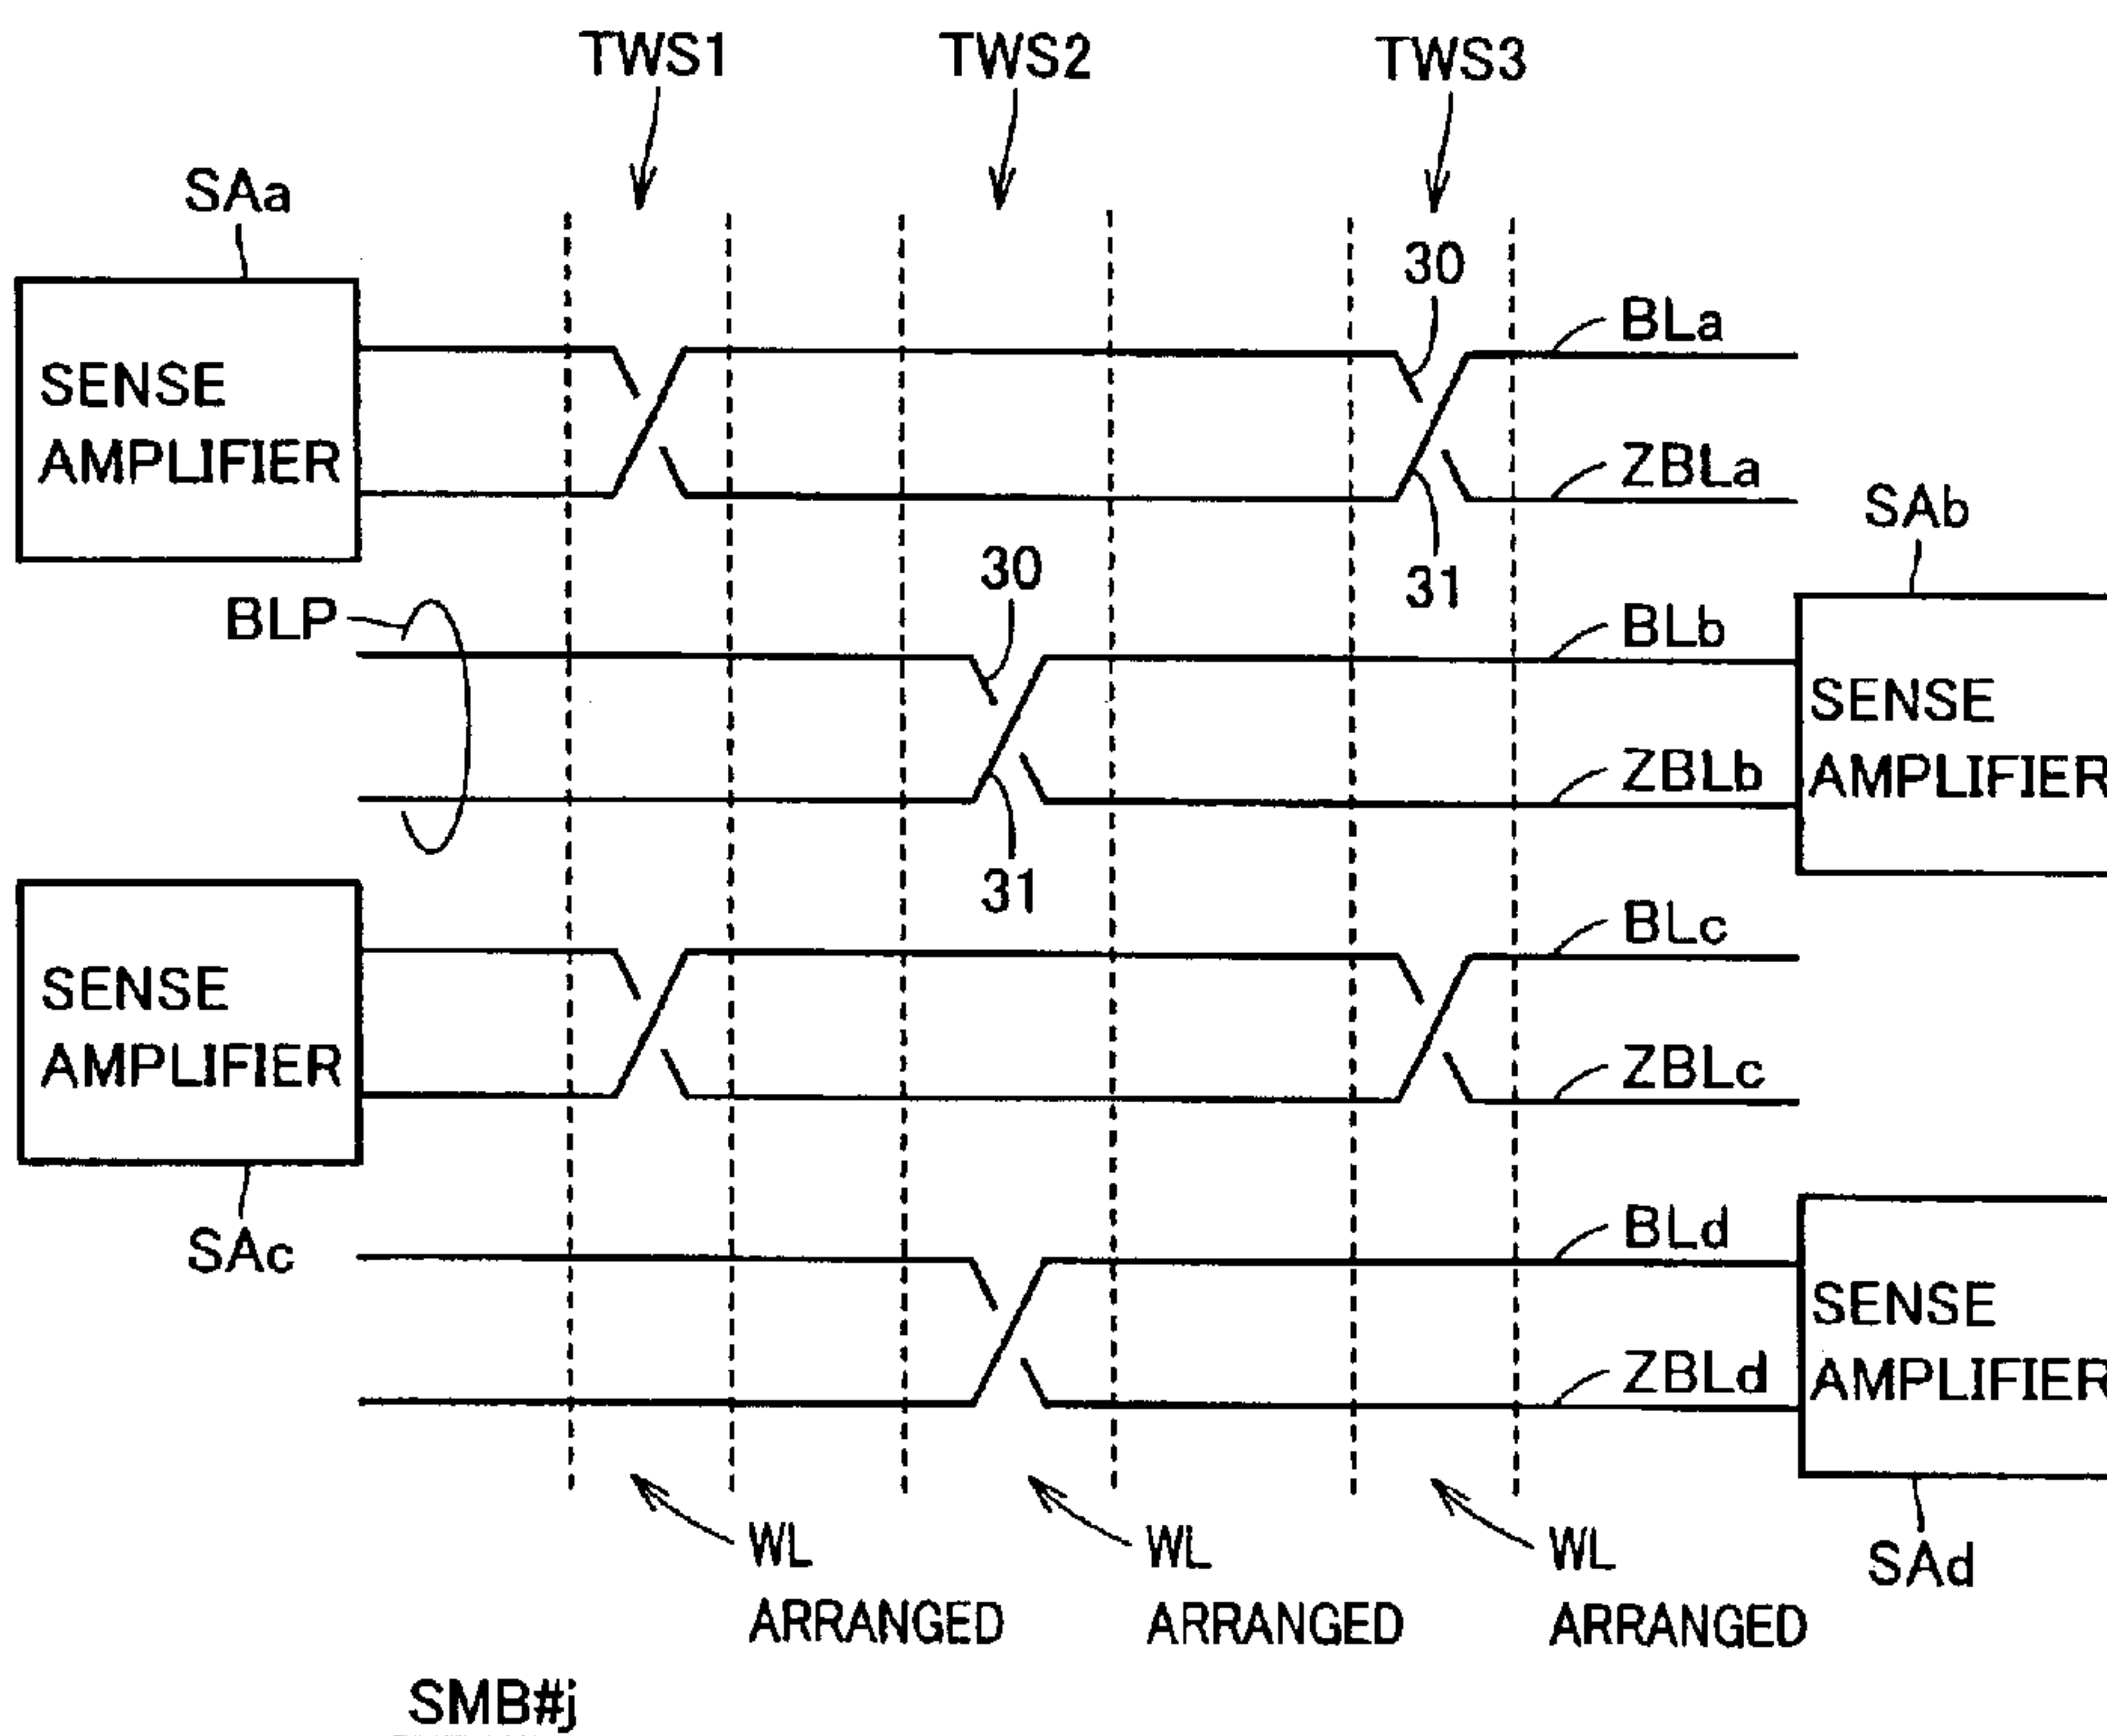 TWS1 TWS2 TWS3
SAa
30
BLa
SENSE
AMPLIFIER
ZBLa
SAb
30
31
BLP
BLb
SENSE
AMPLIFIER
ZBLb
31
BLc
SENSE
AMPLIFIER
ZBLc
SAc
BLd
SENSE
AMPLIFIER
ZBLd
WL
ARRANGED
WL
ARRANGED
WL
ARRANGED
SAd
SMB#j